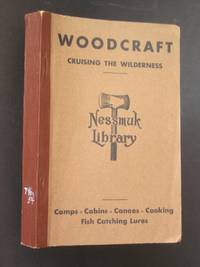 WOODCRAFT
CRUISING THE WILDERNESS
Nessmuk
Library
Camps - Cabins - Canoes - Cooking
Fish Catching Lures